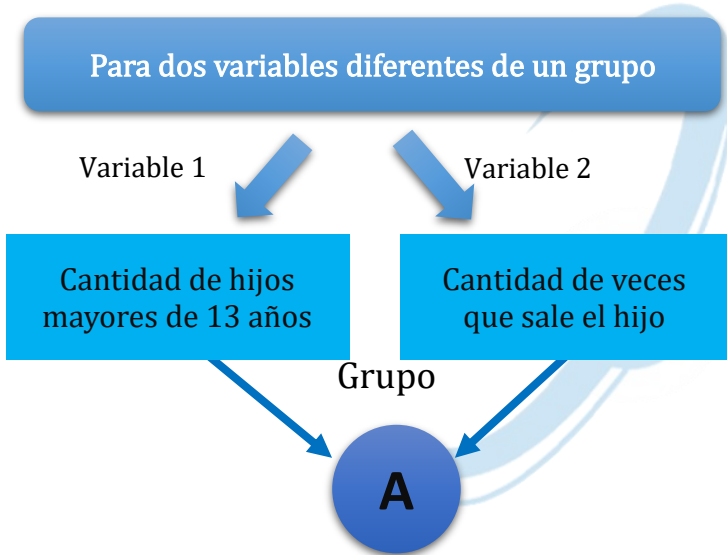 Para dos variables diferentes de un grupo
Variable 1
Variable 2
Cantidad de hijos
mayores de 13 años
Cantidad de veces
que sale el hijo
Grupo
A